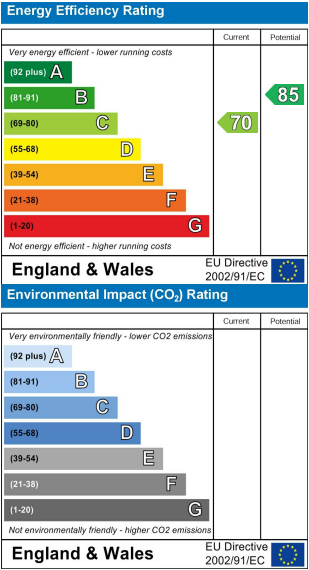 Energy Efficiency Rating
Current Potential
Very energy efficient - lower running costs
(92 plus) A
(81-91) B
85
(69-80) C
70
(55-68) D
(39-54) E
(21-38) F
(1-20) G
Not energy efficient - higher running costs
England & Wales
EU Directive
2002/91/EC
Environmental Impact (CO₂) Rating
Current Potential
Very environmentally friendly - lower CO2 emissions
(92 plus) A
(81-91) B
(69-80) C
(55-68) D
(39-54) E
(21-38) F
(1-20) G
Not environmentally friendly - higher CO2 emissions
England & Wales
EU Directive
2002/91/EC